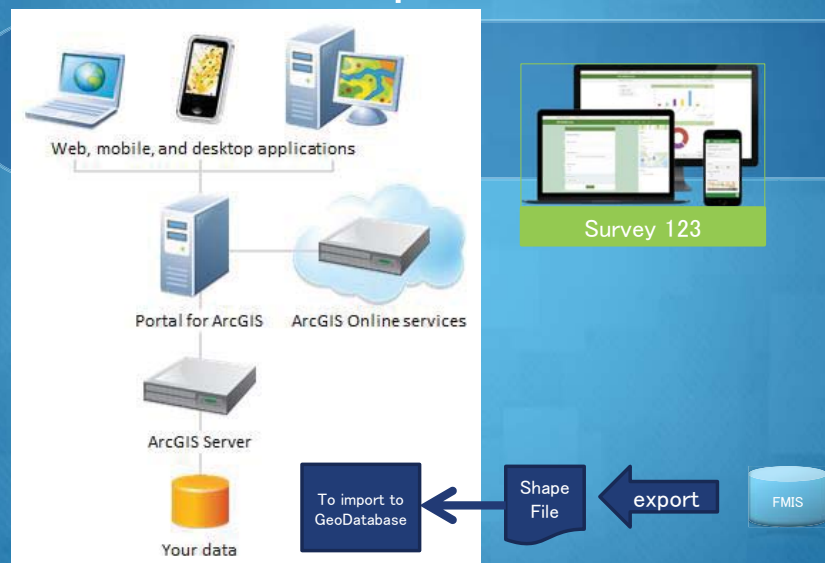 Web, mobile, and desktop applications
Survey 123
Portal for ArcGIS
ArcGIS Online services
ArcGIS Server
To import to
GeoDatabase
Shape
File
export
FMIS
Your data